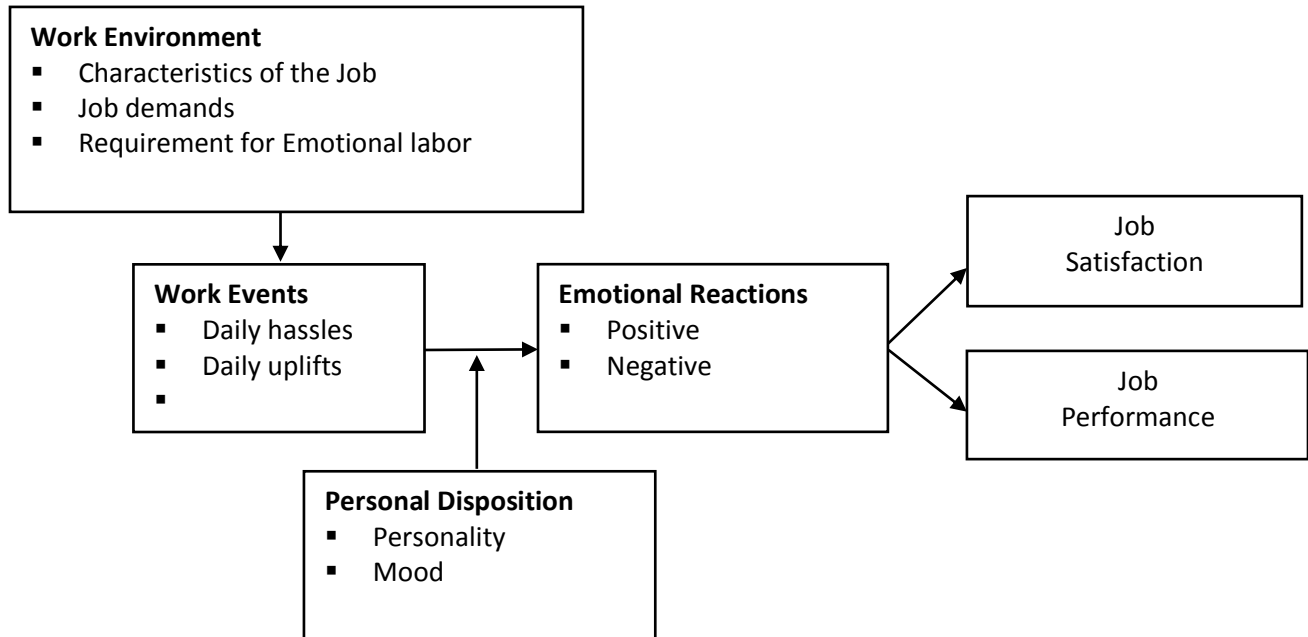 Work Environment
▪ Characteristics of the Job
▪ Job demands
▪ Requirement for Emotional labor
Work Events
▪ Daily hassles
▪ Daily uplifts
▪
Emotional Reactions
▪ Positive
▪ Negative
Job
Satisfaction
Job
Performance
Personal Disposition
▪ Personality
▪ Mood